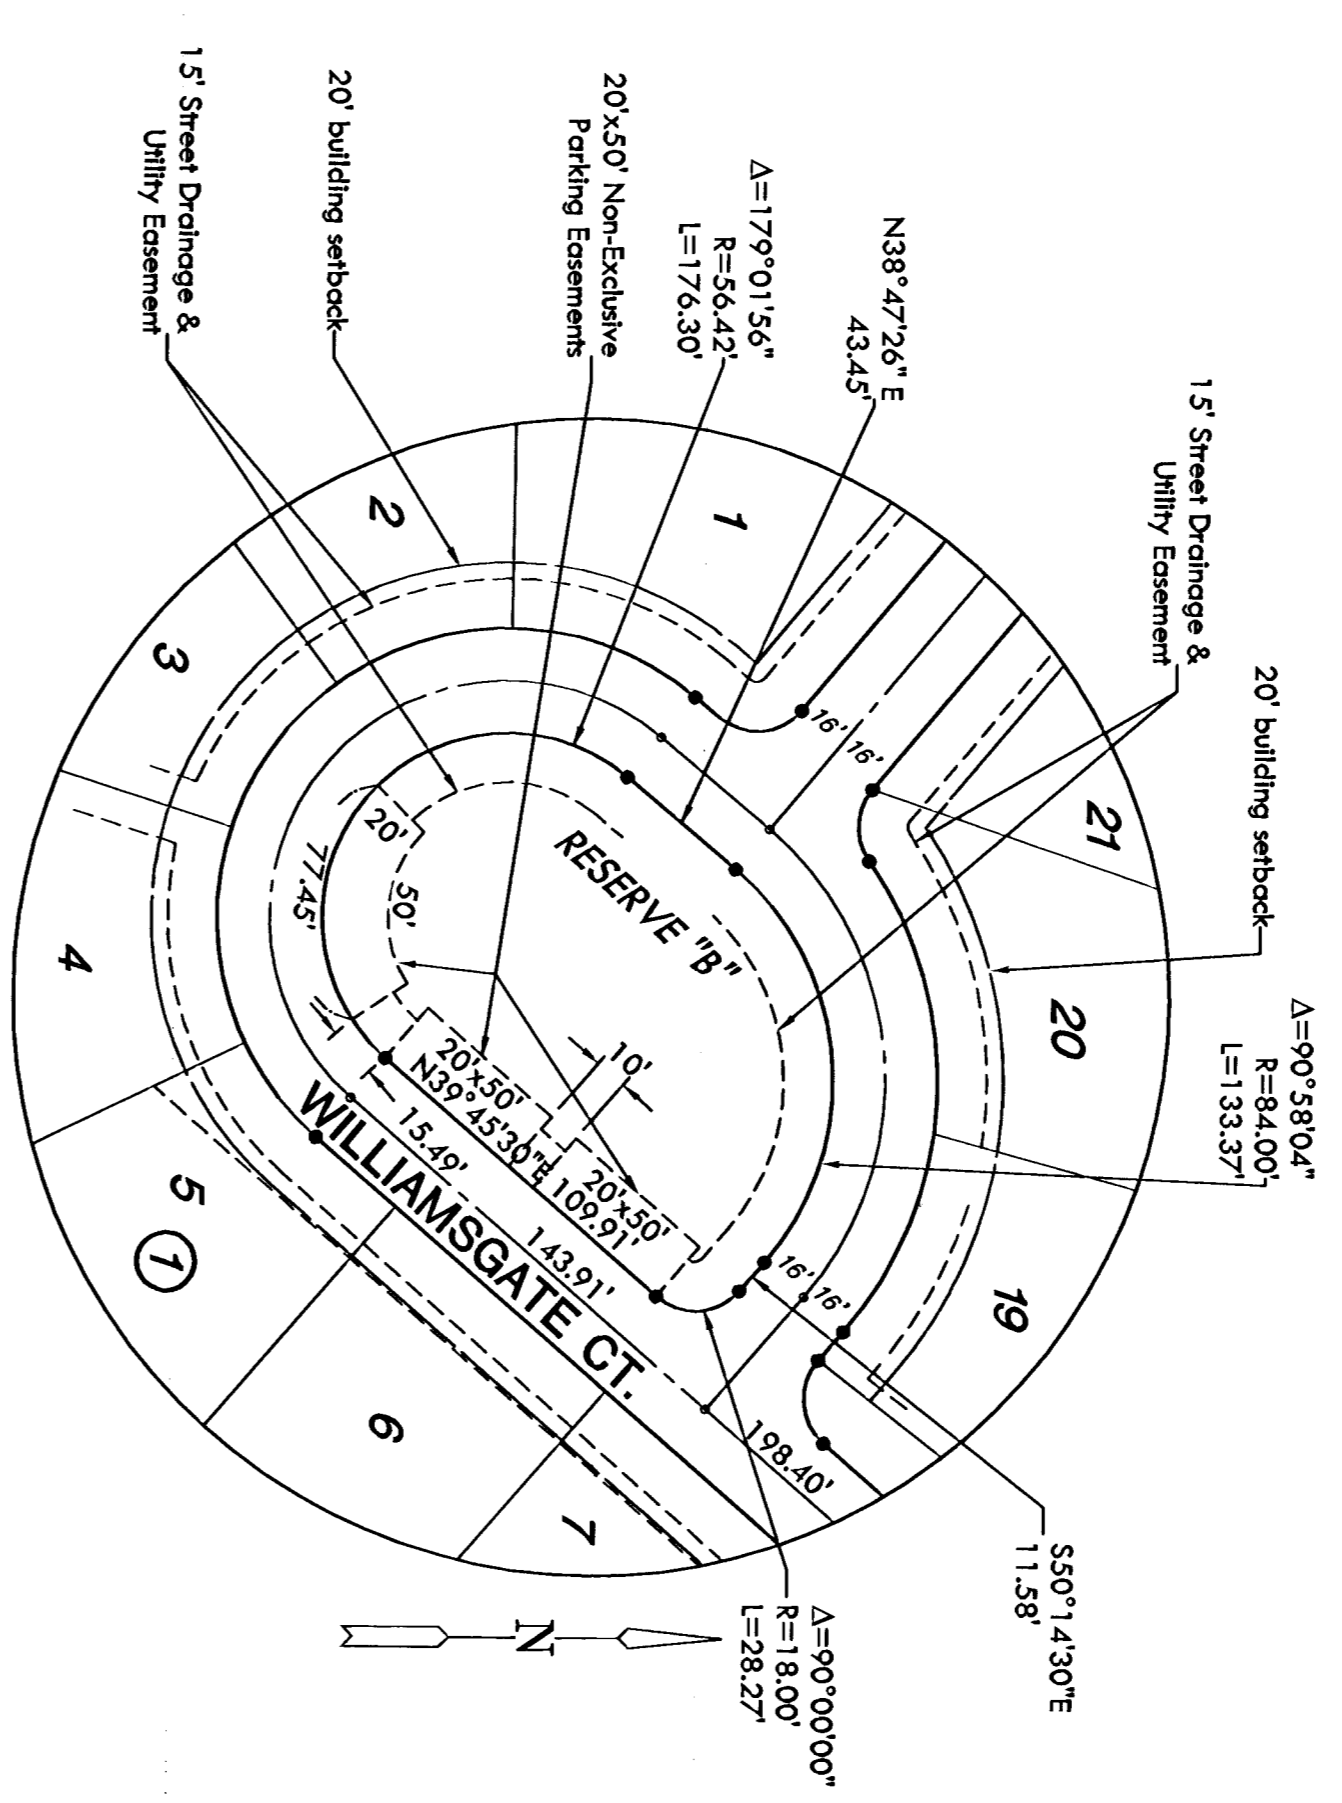 15' Street Drainage &
Utility Easement
20' building setback
20'x50' Non-Exclusive
Parking Easements
Δ=179°01'56"
R=56.42'
L=176.30'
N38°47'26"E
43.45'
15' Street Drainage &
Utility Easement
20' building setback
Δ=90°58'04"
R=84.00'
L=133.37'
S50°14'30"E
11.58'
Δ=90°00'00"
R=18.00'
L=28.27'
1
2
3
4
5
1
6
7
19
20
21
16' 16'
16' 16'
RESERVE "B"
20'
50'
77.45'
10'
20'x50'
N39°45'30"E 109.91'
20'x50'
15.49'
143.91'
198.40'
WILLIAMSGATE CT.
N